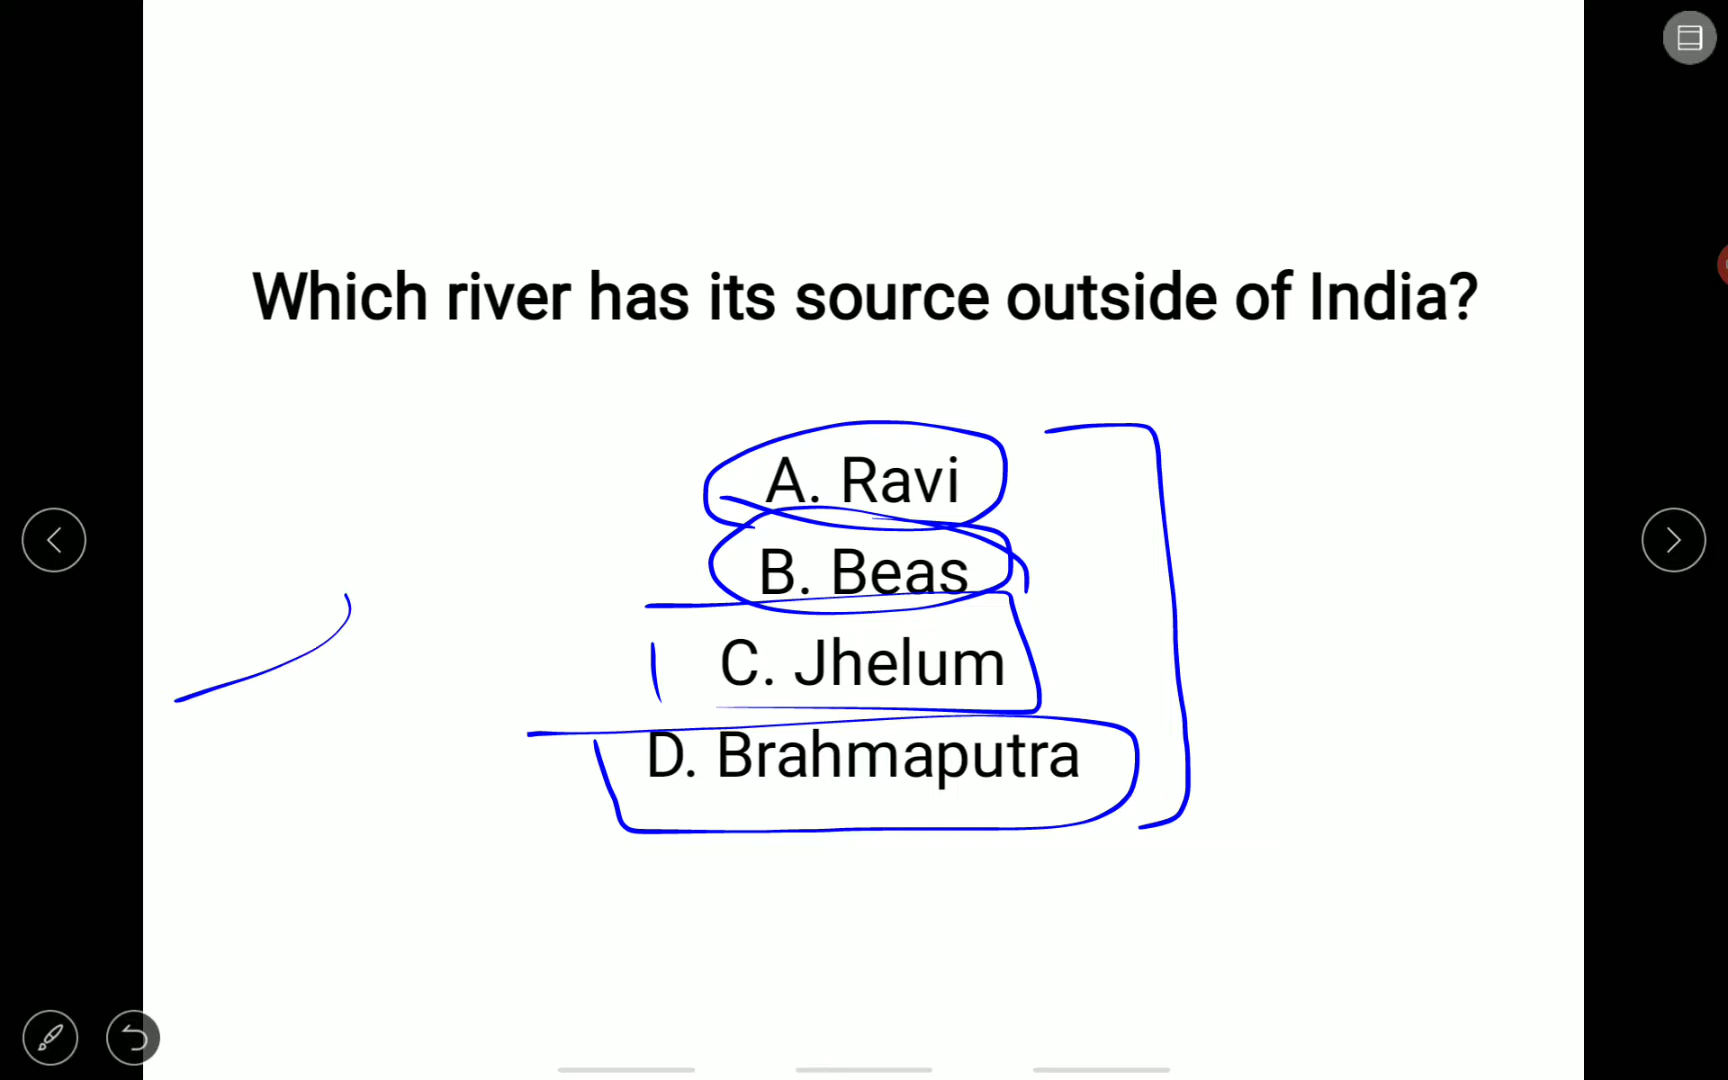 Which river has its source outside of India?
A. Ravi
B. Beas
C. Jhelum
D. Brahmaputra